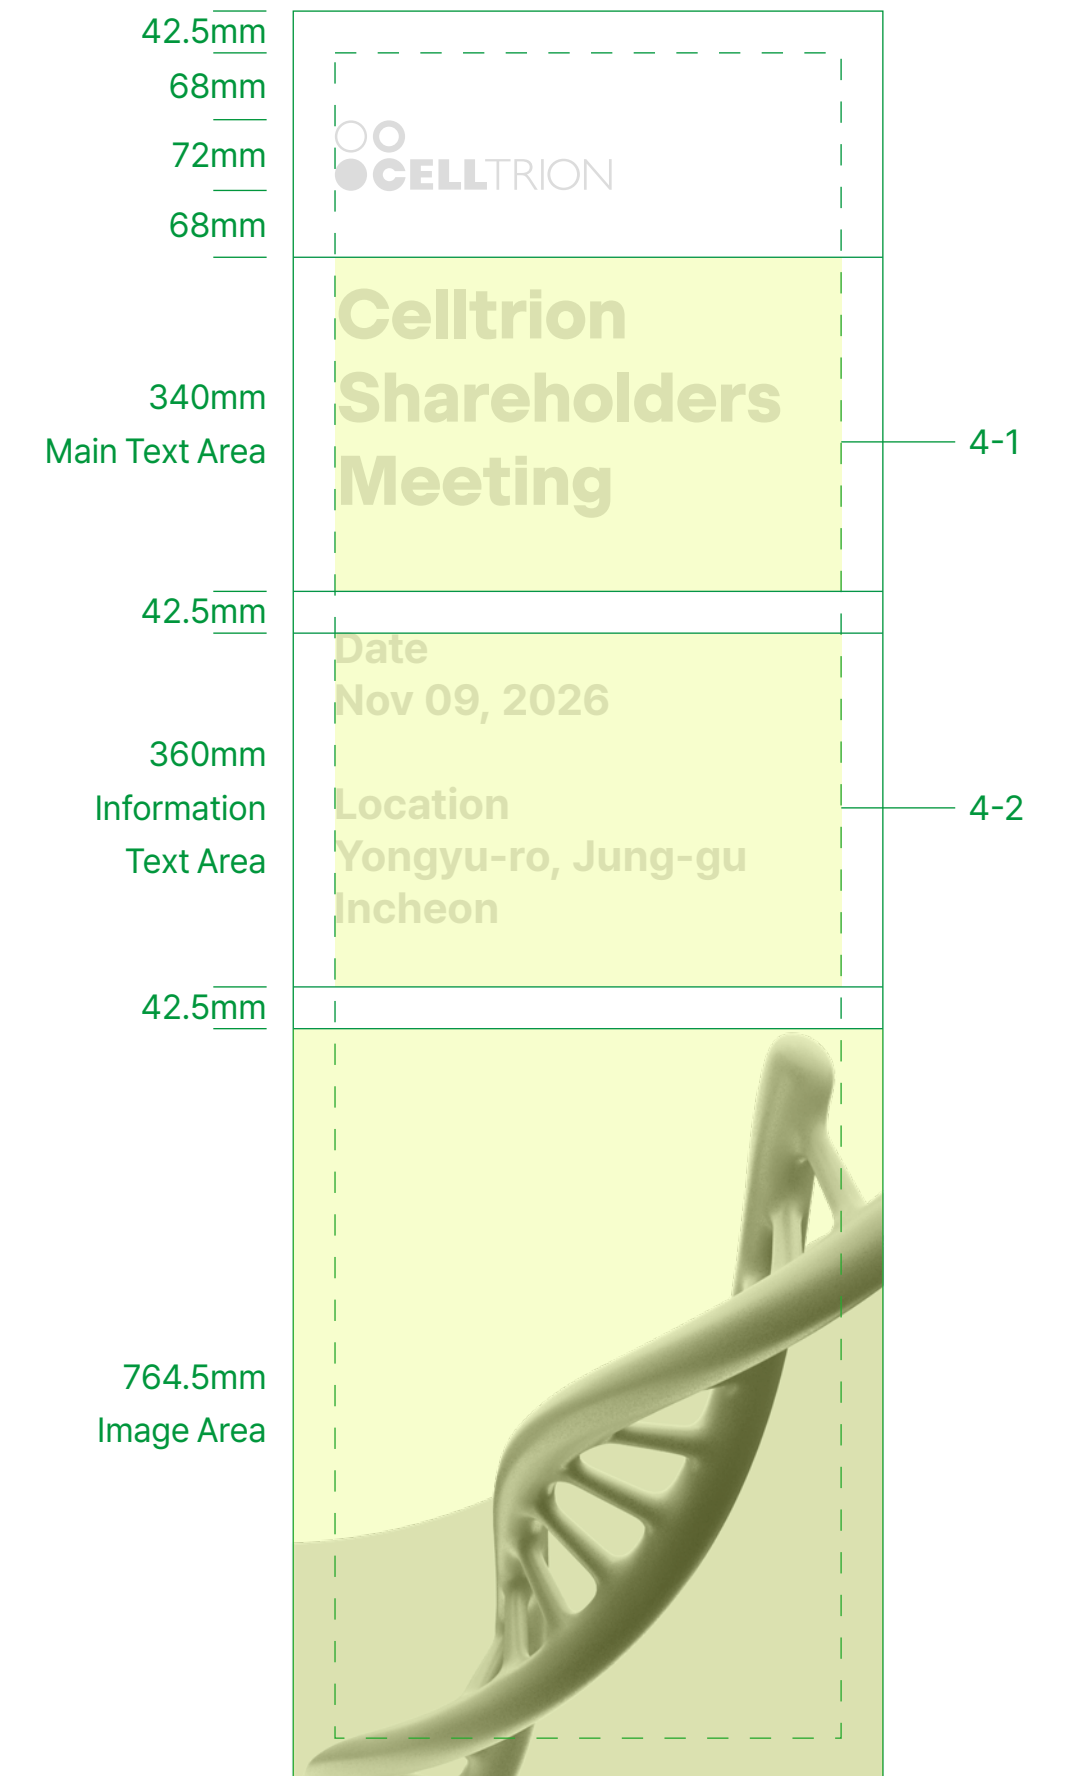 42.5mm
68mm
72mm
68mm
CELLTRION
Celltrion
Shareholders
Meeting
340mm
Main Text Area
4-1
42.5mm
Date
Nov 09, 2026
360mm
Information
Text Area
Location
Yongyu-ro, Jung-gu
Incheon
4-2
42.5mm
764.5mm
Image Area